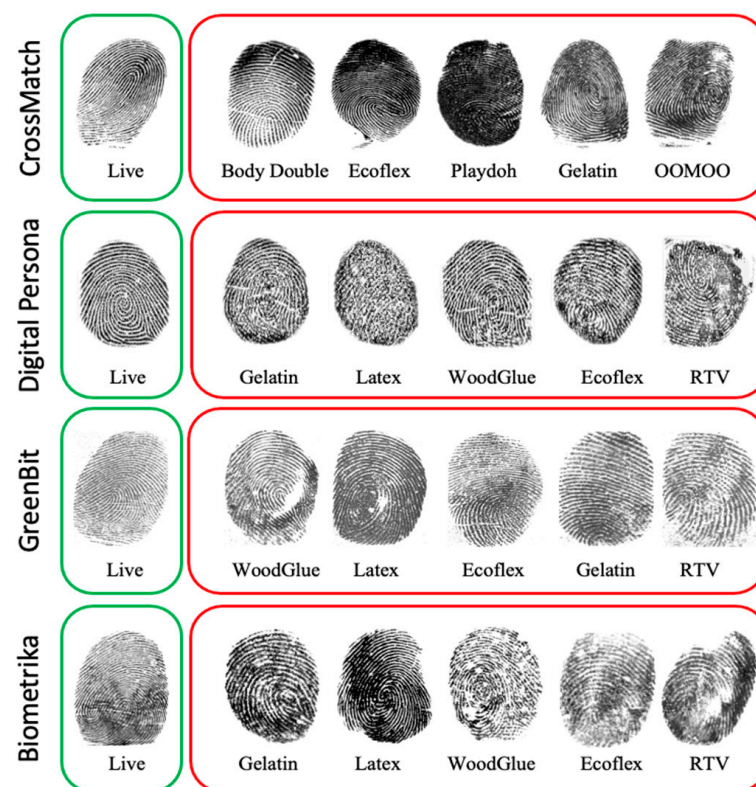 CrossMatch
Live
Body Double Ecoflex Playdoh Gelatin OOMOO
Digital Persona
Live
Gelatin Latex WoodGlue Ecoflex RTV
GreenBit
Live
WoodGlue Latex Ecoflex Gelatin RTV
Biometrika
Live
Gelatin Latex WoodGlue Ecoflex RTV